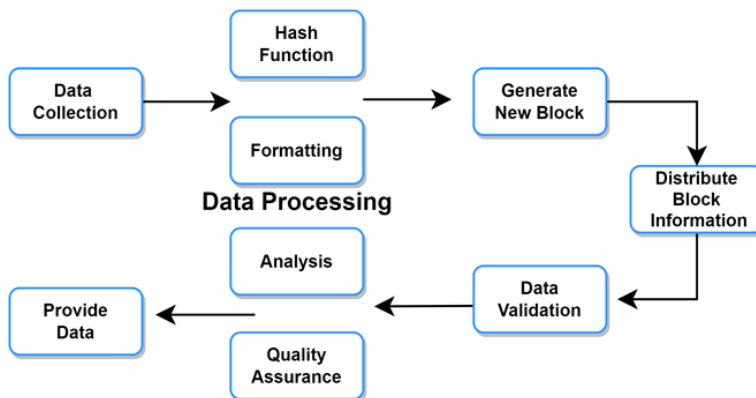 Hash
Function
Data
Collection
Generate
New Block
Formatting
Distribute
Block
Information
Data Processing
Analysis
Data
Validation
Provide
Data
Quality
Assurance